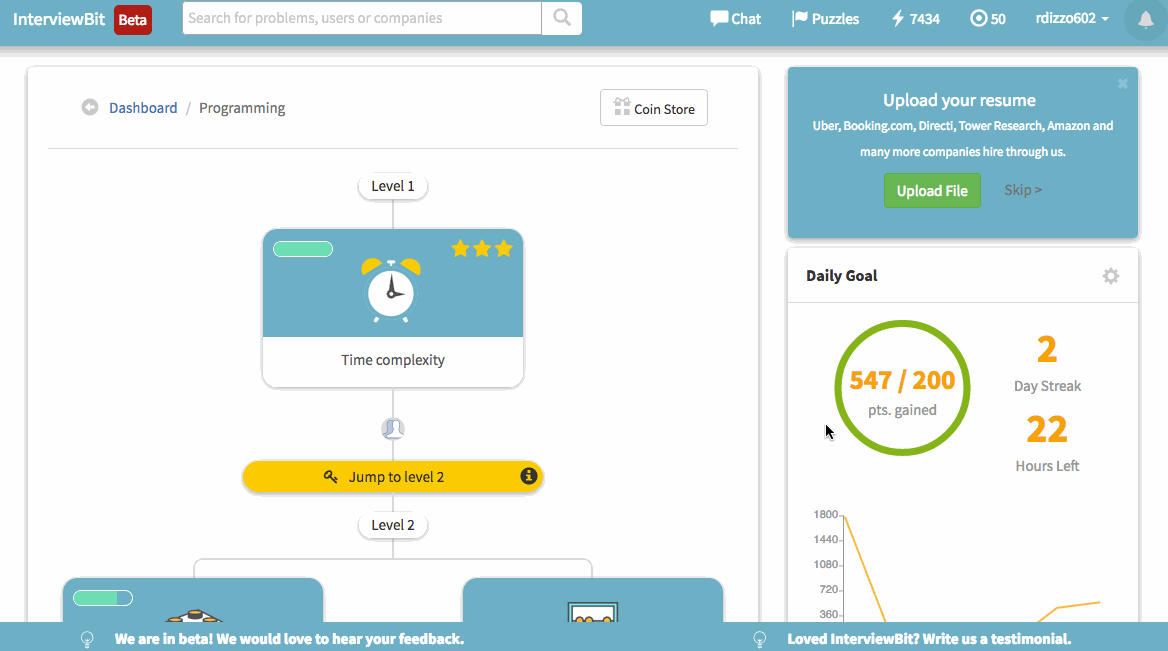 InterviewBit Beta
Search for problems, users or companies
Chat
Puzzles
7434
50
rdizzo602
Dashboard / Programming
Coin Store
Level 1
Time complexity
Jump to level 2
Level 2
Upload your resume
Uber, Booking.com, Directi, Tower Research, Amazon and
many more companies hire through us.
Upload File
Skip >
Daily Goal
547 / 200
pts. gained
2
Day Streak
22
Hours Left
1800
1440
1080
720
360
We are in beta! We would love to hear your feedback.
Loved InterviewBit? Write us a testimonial.